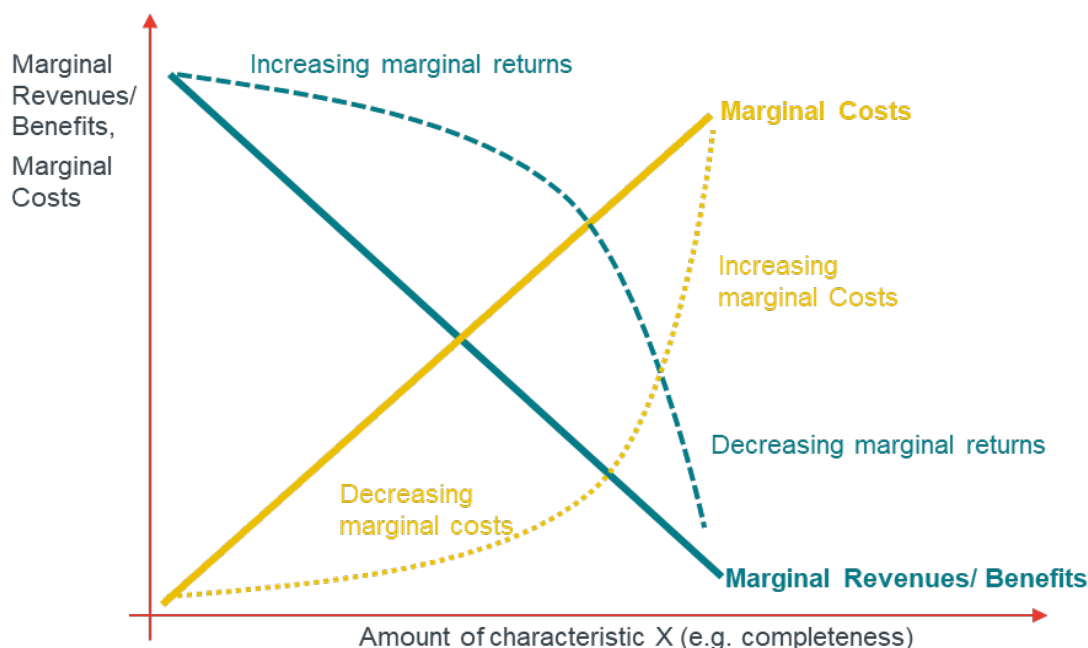 Marginal
Revenues/
Benefits,
Marginal
Costs
Increasing marginal returns
Marginal Costs
Increasing
marginal Costs
Decreasing marginal returns
Decreasing
marginal costs
Marginal Revenues/ Benefits
Amount of characteristic X (e.g. completeness)